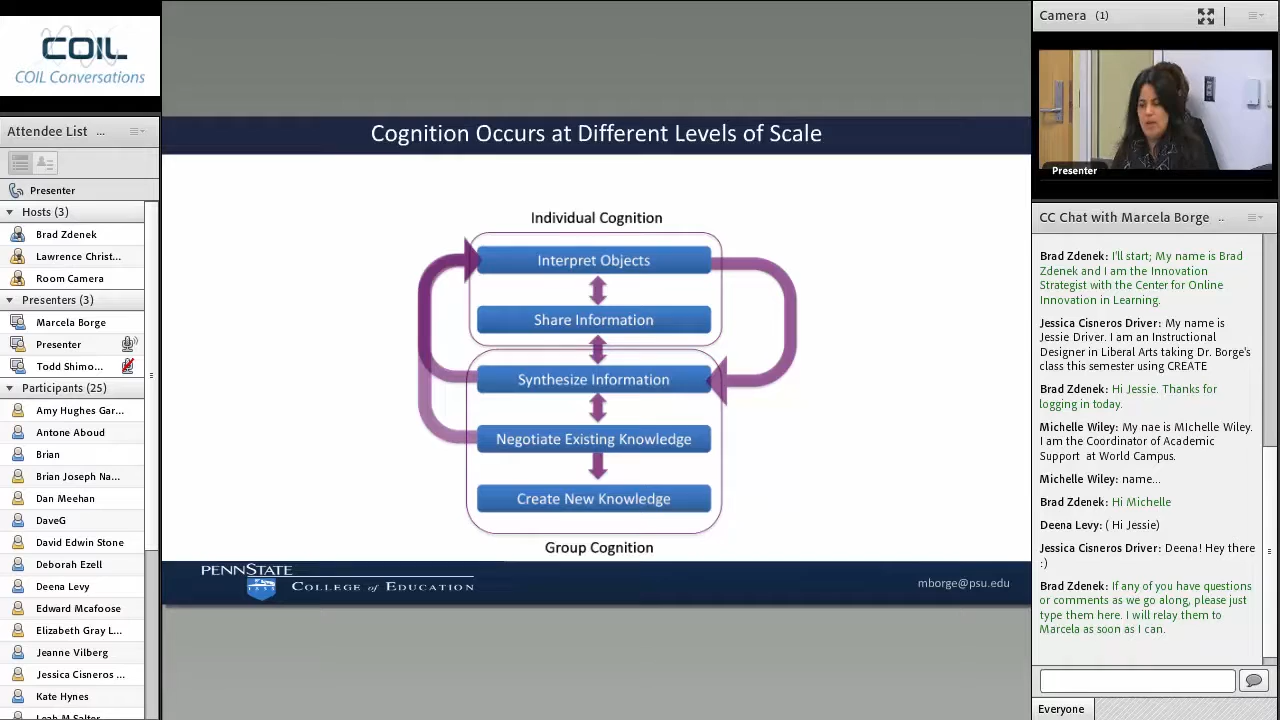 COIL
COIL Conversations
Attendee List ...
Presenter
Hosts (3)
Brad Zdenek
Lawrence Christ...
Room Camera
Presenters (3)
Marcela Borge
Presenter
Todd Shimo...
Participants (25)
Amy Hughes Gar...
Antone Aboud
Brian
Brian Joseph Na...
Dan Meehan
DaveG
David Edwin Stone
Deborah Ezell
Deena Levy
Edward Mcafoose
Elizabeth Gray L...
Jeanne Vilberg
Jessica Cisneros ...
Kate Hynes
Leah M Salter
Cognition Occurs at Different Levels of Scale
Individual Cognition
Interpret Objects
Share Information
Synthesize Information
Negotiate Existing Knowledge
Create New Knowledge
Group Cognition
PENNSTATE
COLLEGE of EDUCATION
mborge@psu.edu
Camera (1)
Presenter
CC Chat with Marcela Borge ..
Brad Zdenek: I'll start; My name is Brad
Zdenek and I am the Innovation
Strategist with the Center for Online
Innovation in Learning.
Jessica Cisneros Driver: My name is
Jessie Driver. I am an Instructional
Designer in Liberal Arts taking Dr. Borge's
class this semester using CREATE
Brad Zdenek: Hi Jessie. Thanks for
logging in today.
Michelle Wiley: My nae is MIchelle Wiley.
I am the Coordinator of Academic
Support at World Campus.
Michelle Wiley: name...
Brad Zdenek: Hi Michelle
Deena Levy: ( Hi Jessie)
Jessica Cisneros Driver: Deena! Hey there
:)
Brad Zdenek: If any of you have questions
or comments as we go along, please just
type them here. I will relay them to
Marcela as soon as I can.
Everyone